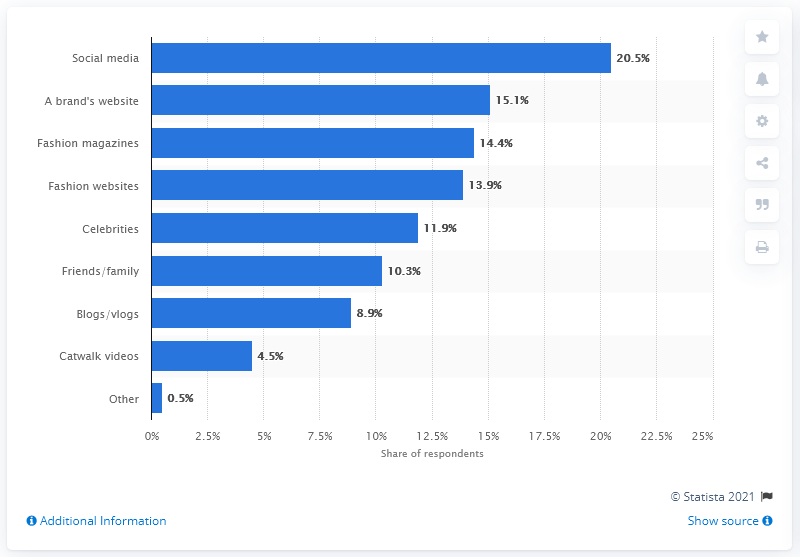 Social media 20.5%
A brand's website 15.1%
Fashion magazines 14.4%
Fashion websites 13.9%
Celebrities 11.9%
Friends/family 10.3%
Blogs/vlogs 8.9%
Catwalk videos 4.5%
Other 0.5%
0% 2.5% 5% 7.5% 10% 12.5% 15% 17.5% 20% 22.5% 25%
Share of respondents
© Statista 2021
Additional Information Show source